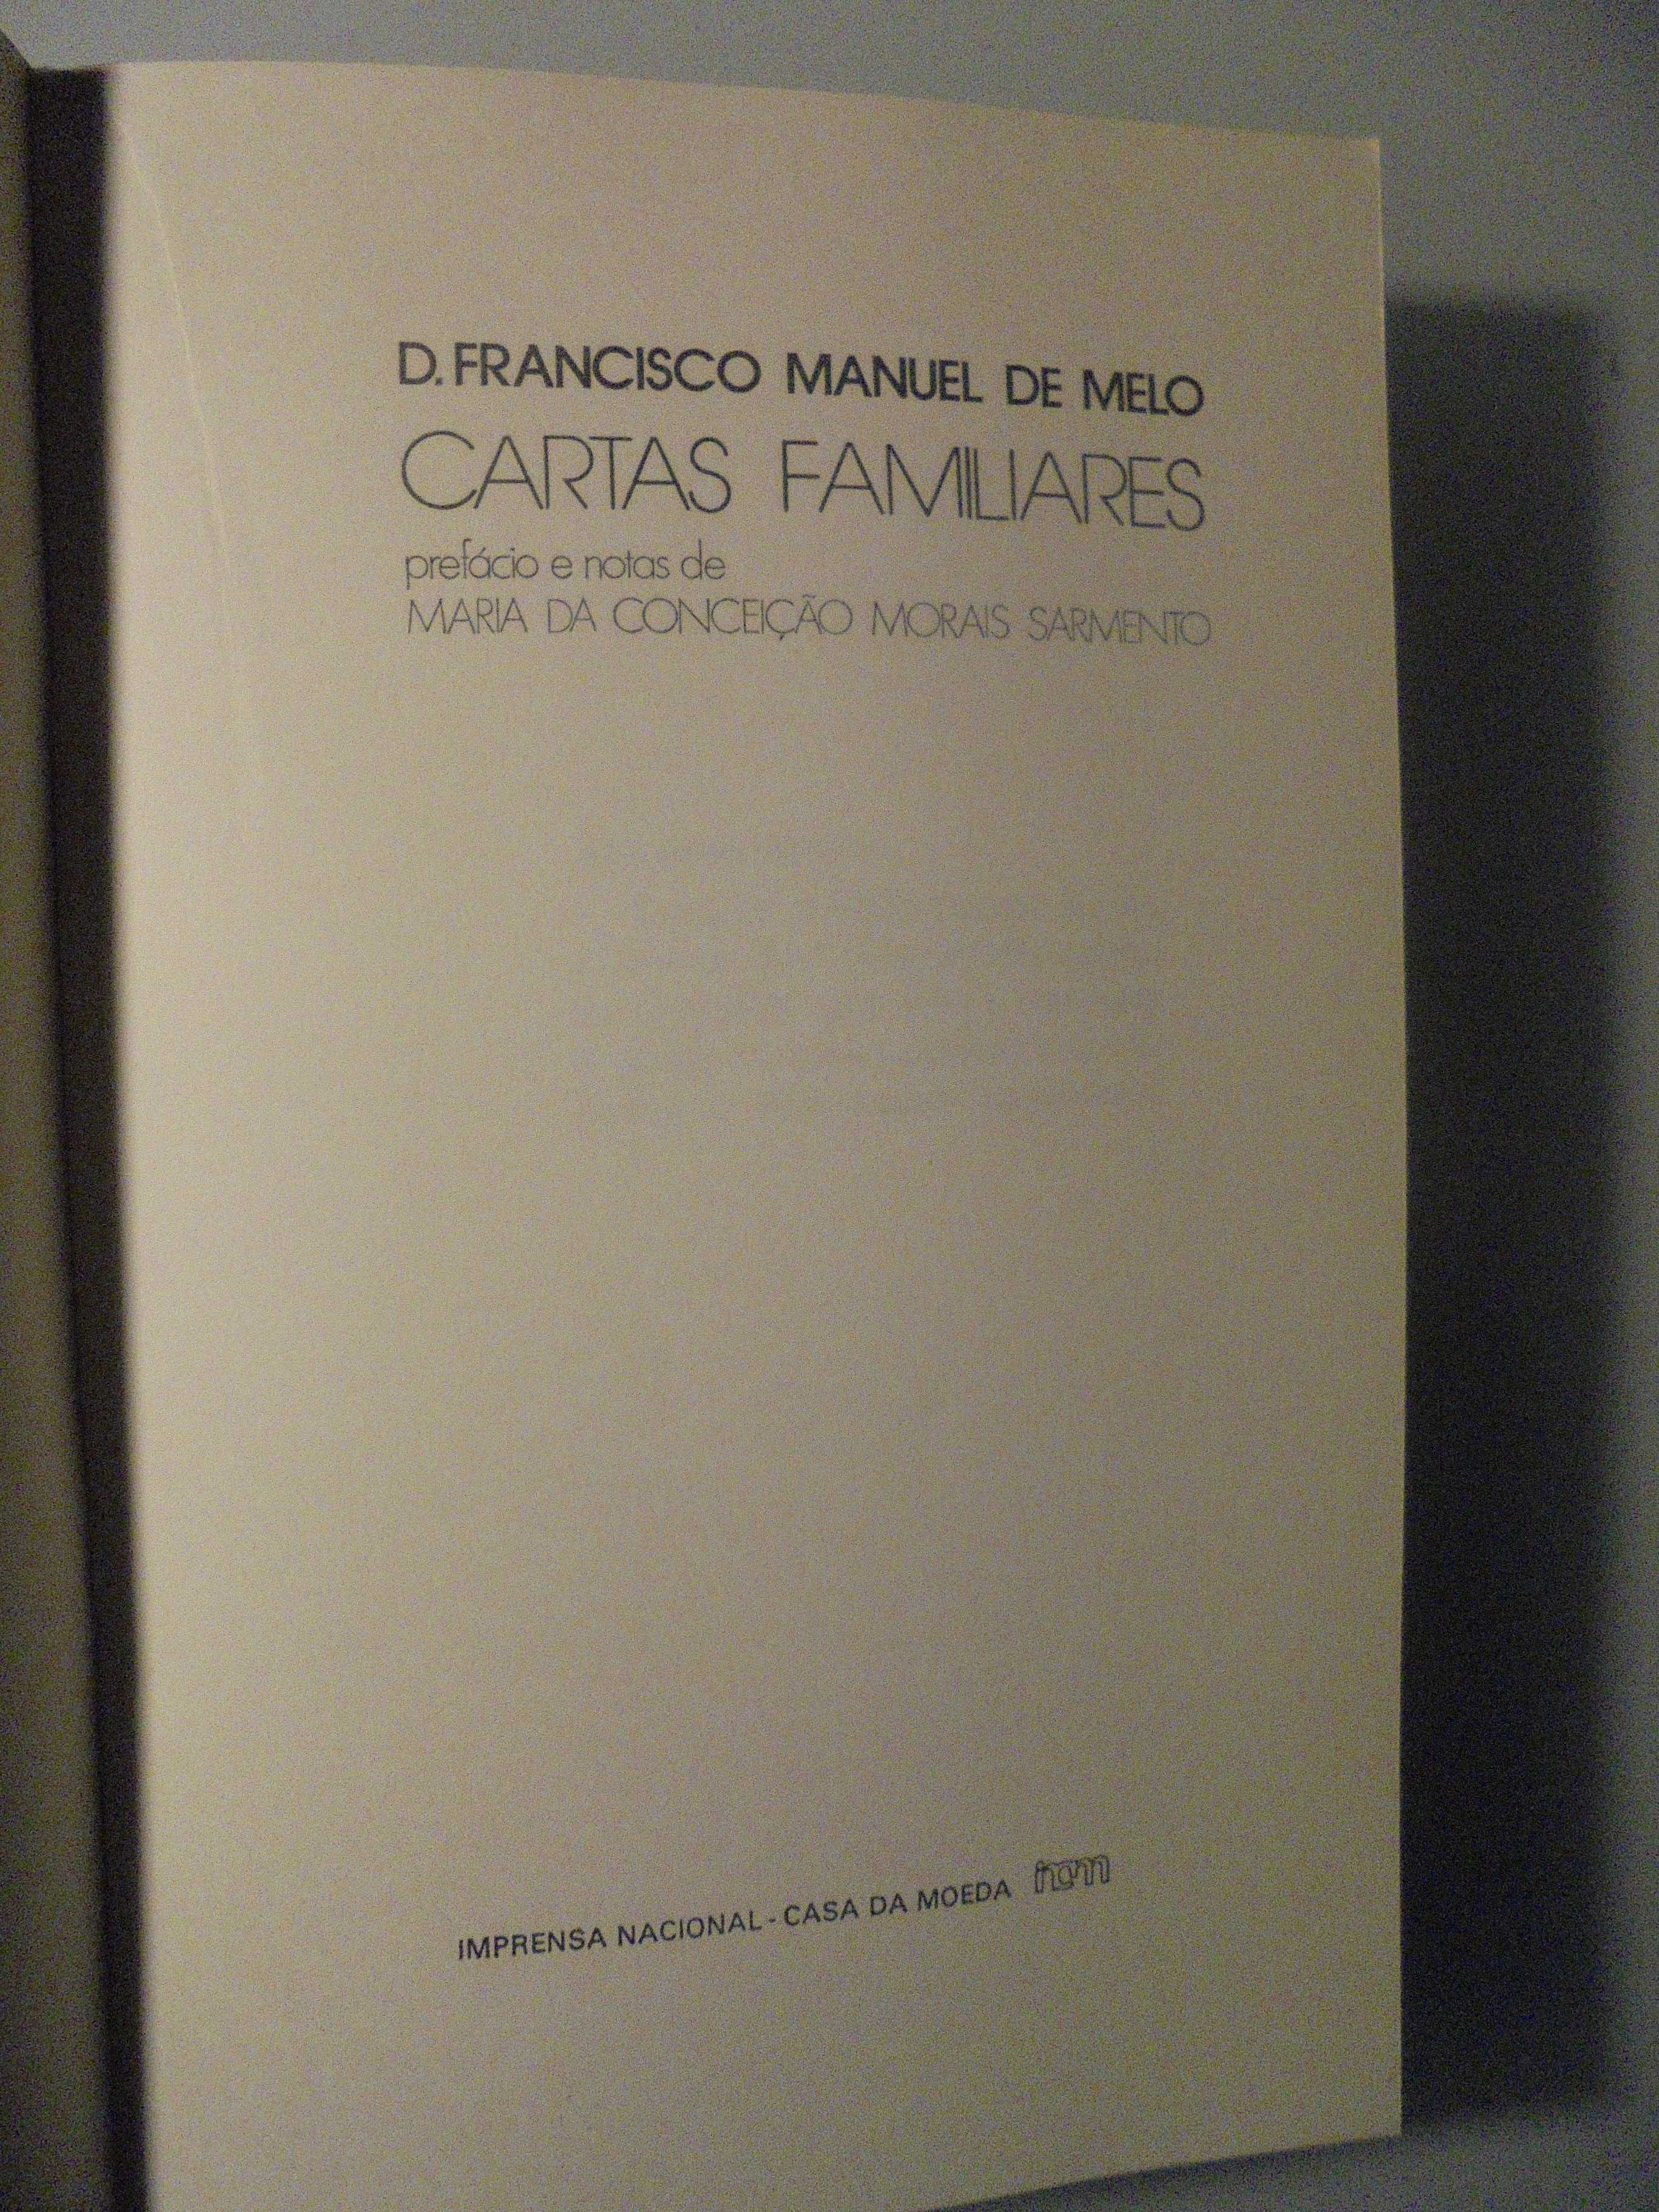 D. FRANCISCO MANUEL DE MELO
CARTAS FAMILIARES
prefácio e notas de
MARIA DA CONCEIÇÃO MORAIS SARMENTO
IMPRENSA NACIONAL - CASA DA MOEDA incm